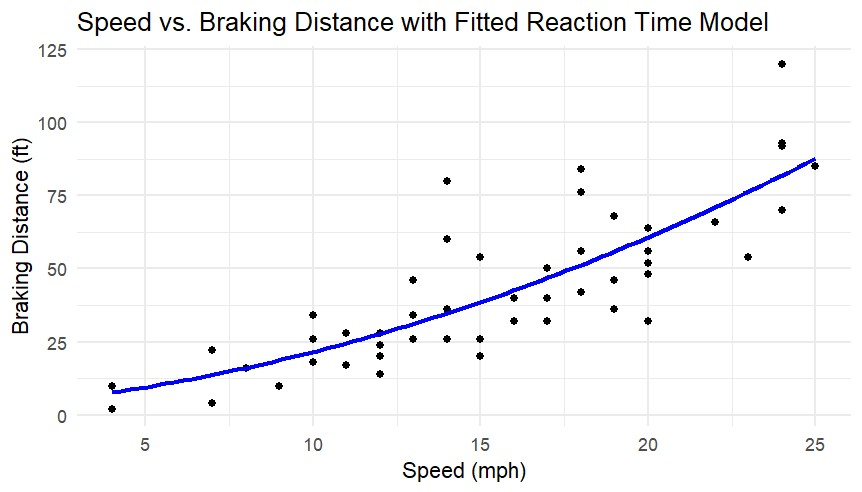 Speed vs. Braking Distance with Fitted Reaction Time Model
125
100
75
50
25
0
Braking Distance (ft)
5 10 15 20 25
Speed (mph)